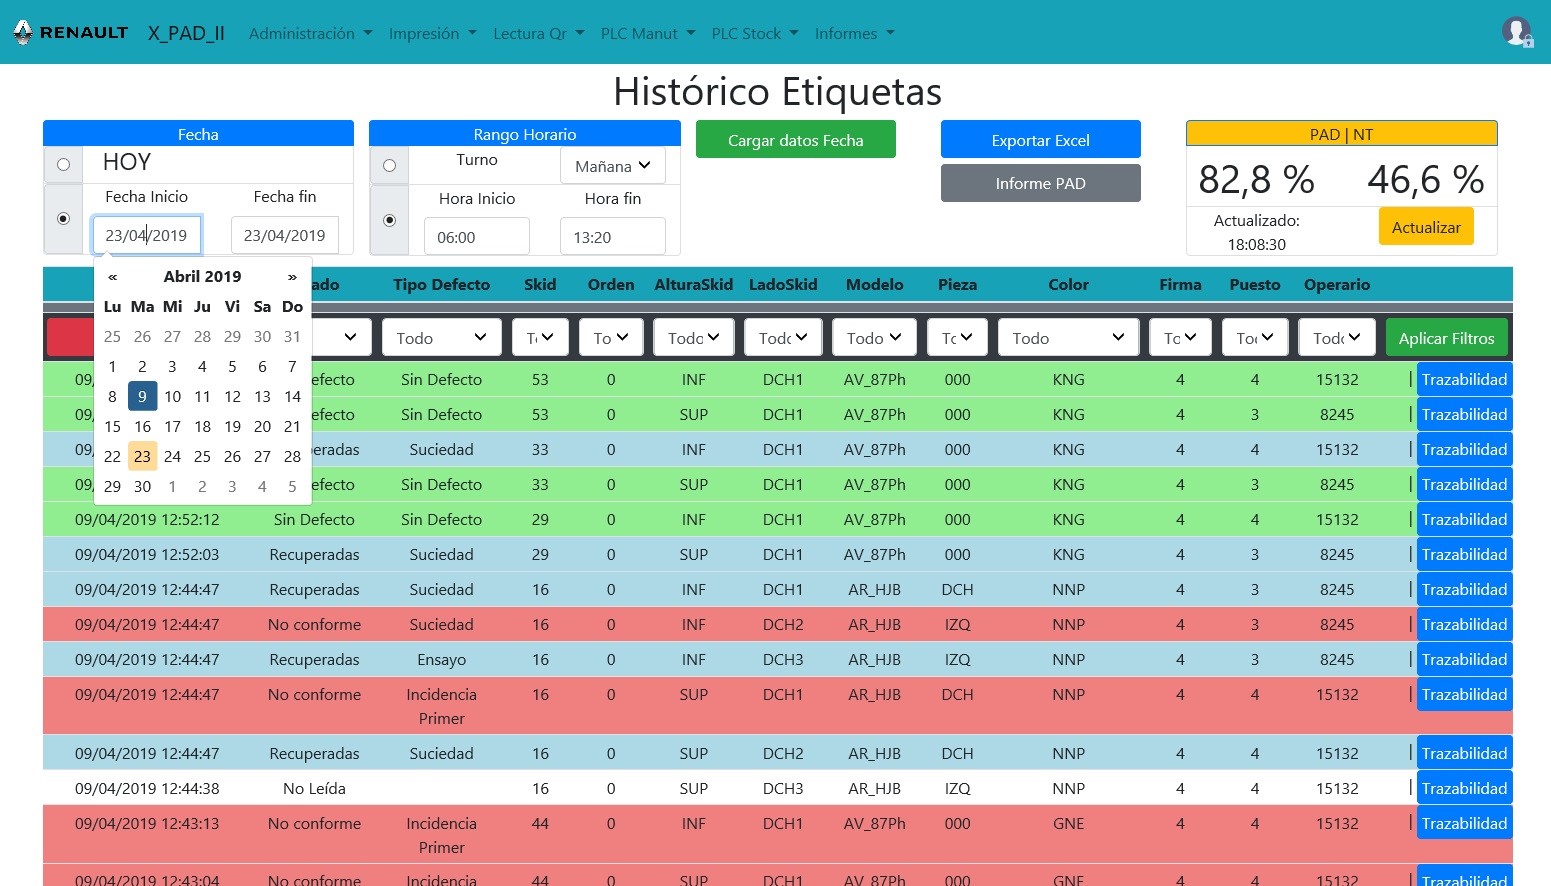 RENAULT X_PAD_II Administración Impresión Lectura Qr PLC Manut PLC Stock Informes
Histórico Etiquetas
Fecha
HOY
Fecha Inicio Fecha fin
23/04/2019 23/04/2019
Rango Horario
Turno Mañana
Hora Inicio Hora fin
06:00 13:20
Cargar datos Fecha
Exportar Excel
Informe PAD
PAD | NT
82,8 % 46,6 %
Actualizado:
18:08:30
Actualizar
« Abril 2019 »
Lu Ma Mi Ju Vi Sa Do
25 26 27 28 29 30 31
1 2 3 4 5 6 7
8 9 10 11 12 13 14
15 16 17 18 19 20 21
22 23 24 25 26 27 28
29 30 1 2 3 4 5
ado Tipo Defecto Skid Orden AlturaSkid LadoSkid Modelo Pieza Color Firma Puesto Operario
Todo To Todo Todo Todo Todo Aplicar Filtros
09/ efecto Sin Defecto 53 0 INF DCH1 AV_87Ph 000 KNG 4 4 15132 | Trazabilidad
09/ efecto Sin Defecto 53 0 SUP DCH1 AV_87Ph 000 KNG 4 3 8245 | Trazabilidad
09/ peradas Suciedad 33 0 INF DCH1 AV_87Ph 000 KNG 4 4 15132 | Trazabilidad
09/ efecto Sin Defecto 33 0 SUP DCH1 AV_87Ph 000 KNG 4 3 8245 | Trazabilidad
09/04/2019 12:52:12 Sin Defecto Sin Defecto 29 0 INF DCH1 AV_87Ph 000 KNG 4 4 15132 | Trazabilidad
09/04/2019 12:52:03 Recuperadas Suciedad 29 0 SUP DCH1 AV_87Ph 000 KNG 4 3 8245 | Trazabilidad
09/04/2019 12:44:47 Recuperadas Suciedad 16 0 INF DCH1 AR_HJB DCH NNP 4 3 8245 | Trazabilidad
09/04/2019 12:44:47 No conforme Suciedad 16 0 INF DCH2 AR_HJB IZQ NNP 4 3 8245 | Trazabilidad
09/04/2019 12:44:47 Recuperadas Ensayo 16 0 INF DCH3 AR_HJB IZQ NNP 4 3 8245 | Trazabilidad
09/04/2019 12:44:47 No conforme Incidencia 16 0 SUP DCH1 AR_HJB DCH NNP 4 4 15132 | Trazabilidad
Primer
09/04/2019 12:44:47 Recuperadas Suciedad 16 0 SUP DCH2 AR_HJB DCH NNP 4 4 15132 | Trazabilidad
09/04/2019 12:44:38 No Leída 16 0 SUP DCH3 AR_HJB IZQ NNP 4 4 15132 | Trazabilidad
09/04/2019 12:43:13 No conforme Incidencia 44 0 INF DCH1 AV_87Ph 000 GNE 4 4 15132 | Trazabilidad
Primer
09/04/2019 12:43:04 No conforme Incidencia 44 0 SUP DCH1 AV_87Ph 000 GNE 4 4 15132 | Trazabilidad